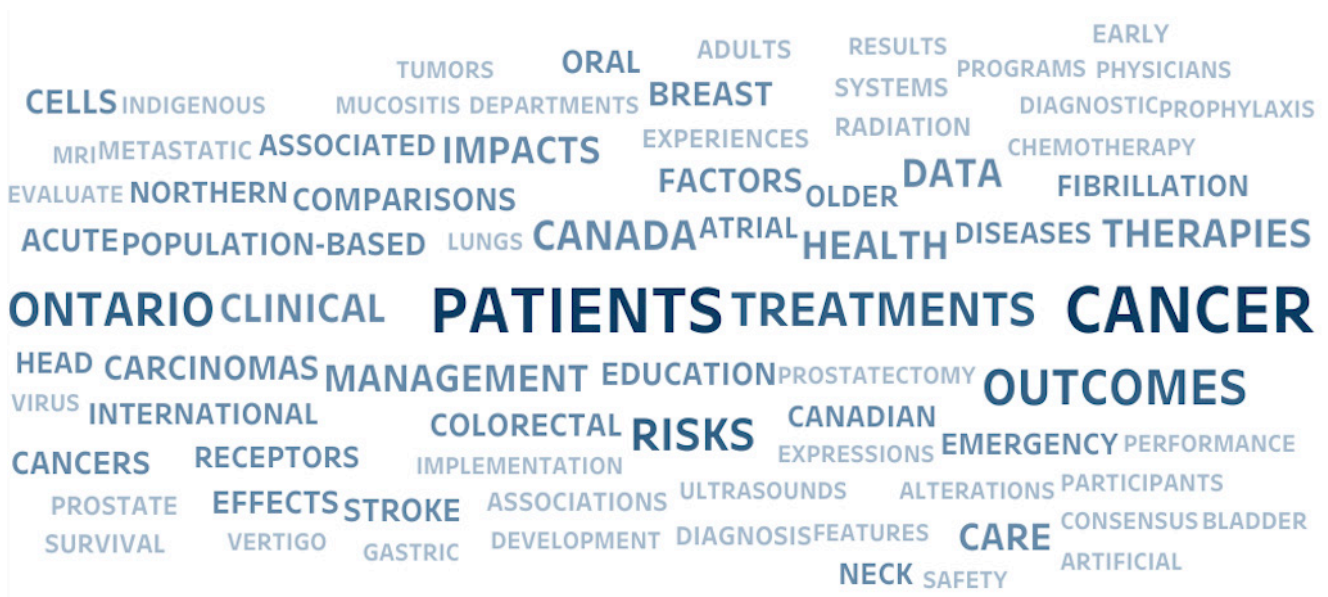 EARLY
TUMORS ORAL ADULTS RESULTS PROGRAMS PHYSICIANS
CELLS INDIGENOUS MUCOSITIS DEPARTMENTS BREAST SYSTEMS DIAGNOSTIC PROPHYLAXIS
MRI METASTATIC ASSOCIATED IMPACTS EXPERIENCES RADIATION CHEMOTHERAPY
EVALUATE NORTHERN COMPARISONS FACTORS OLDER DATA FIBRILLATION
ACUTE POPULATION-BASED LUNGS CANADA ATRIAL HEALTH DISEASES THERAPIES
ONTARIO CLINICAL PATIENTS TREATMENTS CANCER
HEAD CARCINOMAS MANAGEMENT EDUCATION PROSTATECTOMY OUTCOMES
VIRUS INTERNATIONAL COLORECTAL RISKS CANADIAN
CANCERS RECEPTORS IMPLEMENTATION EXPRESSIONS EMERGENCY PERFORMANCE
PROSTATE EFFECTS STROKE ASSOCIATIONS ULTRASOUNDS ALTERATIONS PARTICIPANTS
SURVIVAL VERTIGO GASTRIC DEVELOPMENT DIAGNOSIS FEATURES CARE CONSENSUS BLADDER
NECK SAFETY ARTIFICIAL